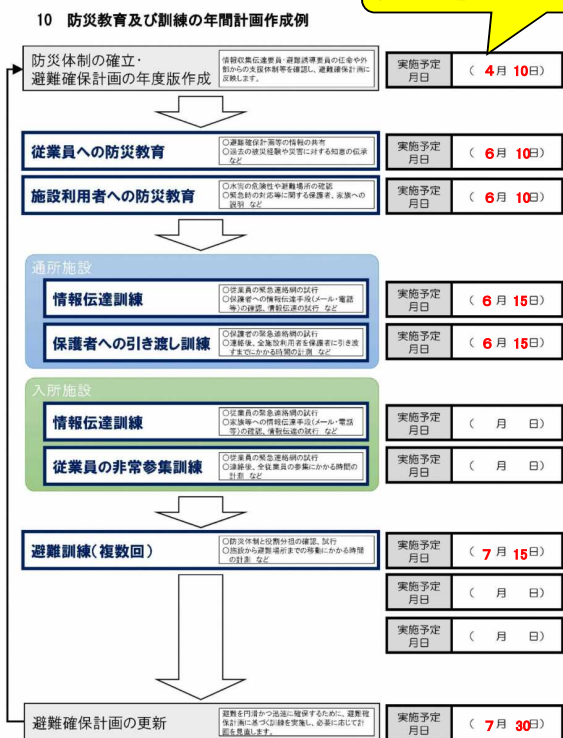 10 防災教育及び訓練の年間計画作成例
防災体制の確立・
避難確保計画の年度版作成
情報収集伝達要員・避難誘導要員の任命や外
部からの支援体制等を確認し、避難確保計画に
反映します。
実施予定
月日
( 4月 10日)
従業員への防災教育
○避難確保計画等の情報の共有
○過去の被災経験や災害に対する知恵の伝承
など
実施予定
月日
( 6月 10日)
施設利用者への防災教育
○水害の危険性や避難場所の確認
○緊急時の対応等に関する保護者、家族への
説明 など
実施予定
月日
( 6月 10日)
通所施設
情報伝達訓練
○従業員の緊急連絡網の試行
○保護者への情報伝達手段(メール・電話
等)の確認、情報伝達の試行 など
実施予定
月日
( 6月 15日)
保護者への引き渡し訓練
○保護者の緊急連絡網の試行
○連絡後、全施設利用者を保護者に引き渡
すまでにかかる時間の計測 など
実施予定
月日
( 6月 15日)
入所施設
情報伝達訓練
○従業員の緊急連絡網の試行
○家族等への情報伝達手段(メール・電話
等)の確認、情報伝達の試行 など
実施予定
月日
( 月 日)
従業員の非常参集訓練
○従業員の緊急連絡網の試行
○連絡後、全従業員の参集にかかる時間の
計測 など
実施予定
月日
( 月 日)
避難訓練(複数回)
○防災体制と役割分担の確認、試行
○施設から避難場所までの移動にかかる時間
の計測 など
実施予定
月日
( 7月 15日)
実施予定
月日
( 月 日)
実施予定
月日
( 月 日)
避難確保計画の更新
避難を円滑かつ迅速に確保するために、避難確
保計画に基づく訓練を実施し、必要に応じて計
画を見直します。
実施予定
月日
( 7月 30日)